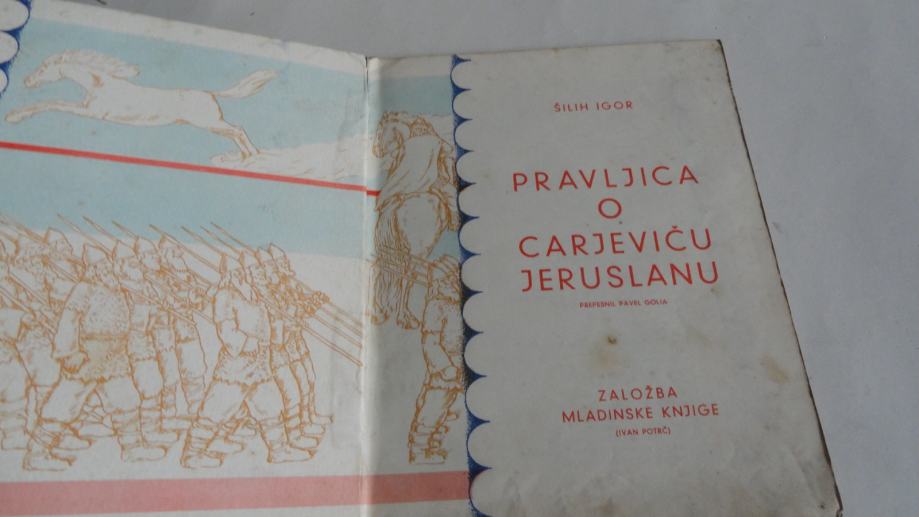 ŠILIH IGOR
PRAVLJICA
O
CARJEVIČU
JERUSLANU
PREPESNIL PAVEL GOLIA
ZALOŽBA
MLADINSKE KNJIGE
(IVAN POTRČ)